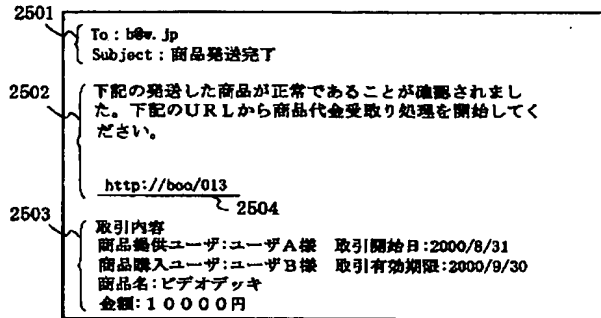 2501
To：b@w.jp
Subject：商品発送完了
2502
下記の発送した商品が正常であることが確認されまし
た。下記のＵＲＬから商品代金受取り処理を開始してく
ださい。
http://boo/013
2504
2503
取引内容
商品提供ユーザ：ユーザＡ様　取引開始日：2000/8/31
商品購入ユーザ：ユーザＢ様　取引有効期限：2000/9/30
商品名：ビデオデッキ
金額：１００００円